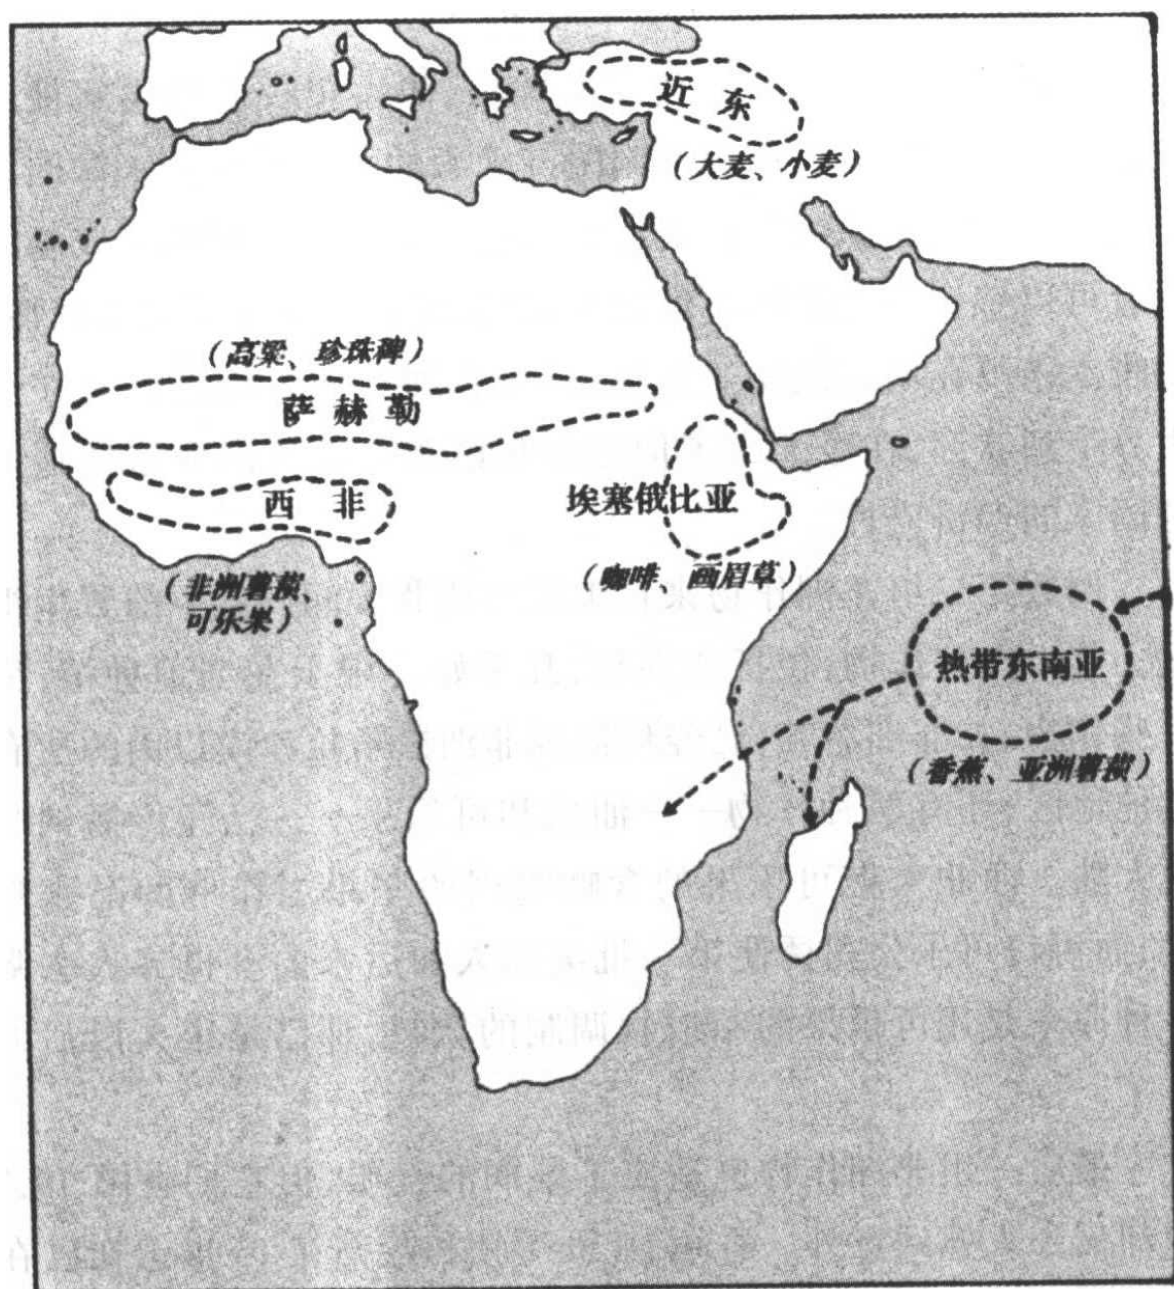 近东
(大麦、小麦)
(高粱、珍珠稗)
萨赫勒
西非
埃塞俄比亚
(咖啡、画眉草)
(非洲薯蓣、
可乐果)
热带东南亚
(香蕉、亚洲薯蓣)